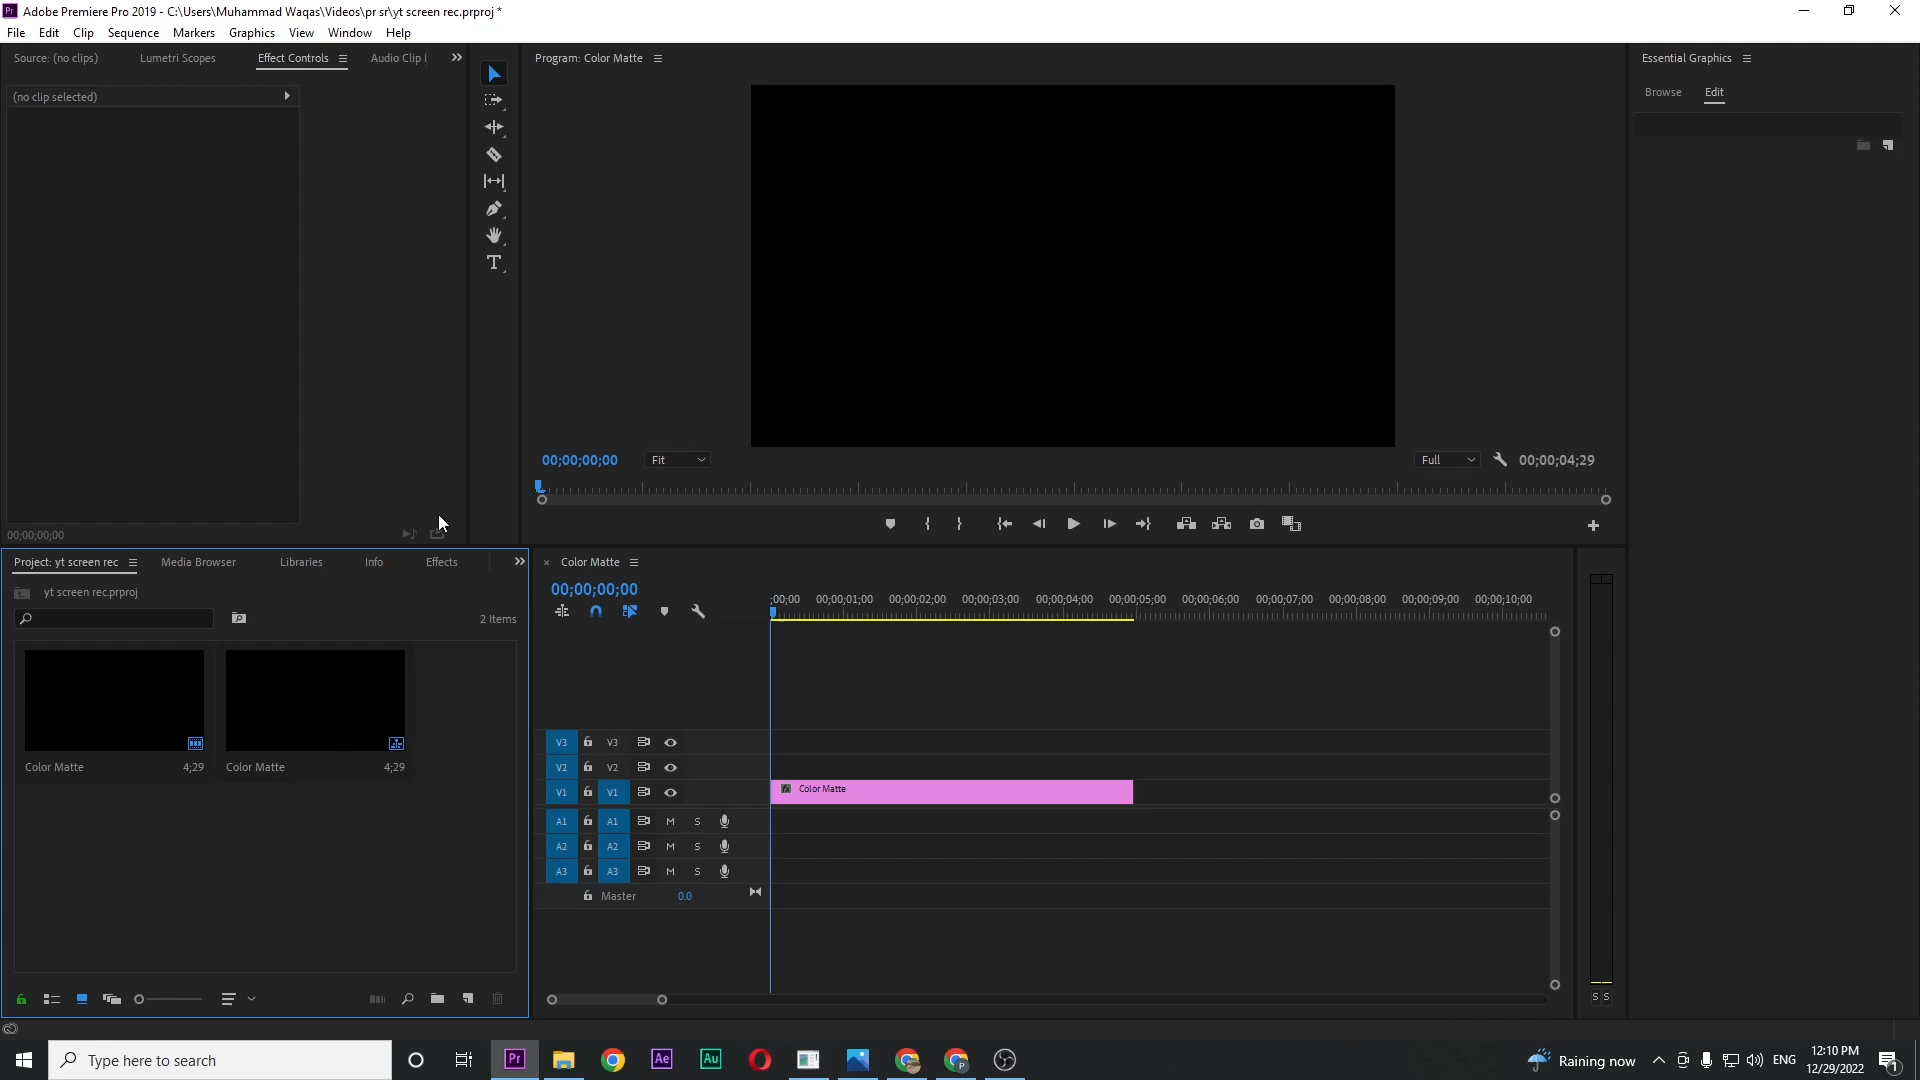 Pr Adobe Premiere Pro 2019 - C:\Users\Muhammad Waqas\Videos\pr sr\yt screen rec.prproj *
File Edit Clip Sequence Markers Graphics View Window Help
Source: (no clips) Lumetri Scopes Effect Controls Audio Clip
Program: Color Matte
Essential Graphics
Browse Edit
(no clip selected)
00;00;00;00 Fit Full 00;00;04;29
00;00;00;00
Project: yt screen rec Media Browser Libraries Info Effects
yt screen rec.prproj
2 Items
Color Matte 4;29 Color Matte 4;29
× Color Matte
00;00;00;00
;00;00 00;00;01;00 00;00;02;00 00;00;03;00 00;00;04;00 00;00;05;00 00;00;06;00 00;00;07;00 00;00;08;00 00;00;09;00 00;00;10;00
V3 V3
V2 V2
V1 V1 fx Color Matte
A1 A1 M S
A2 A2 M S
A3 A3 M S
Master 0.0
S S
Type here to search Pr Ae Au P Raining now ENG
12:10 PM
12/29/2022
1